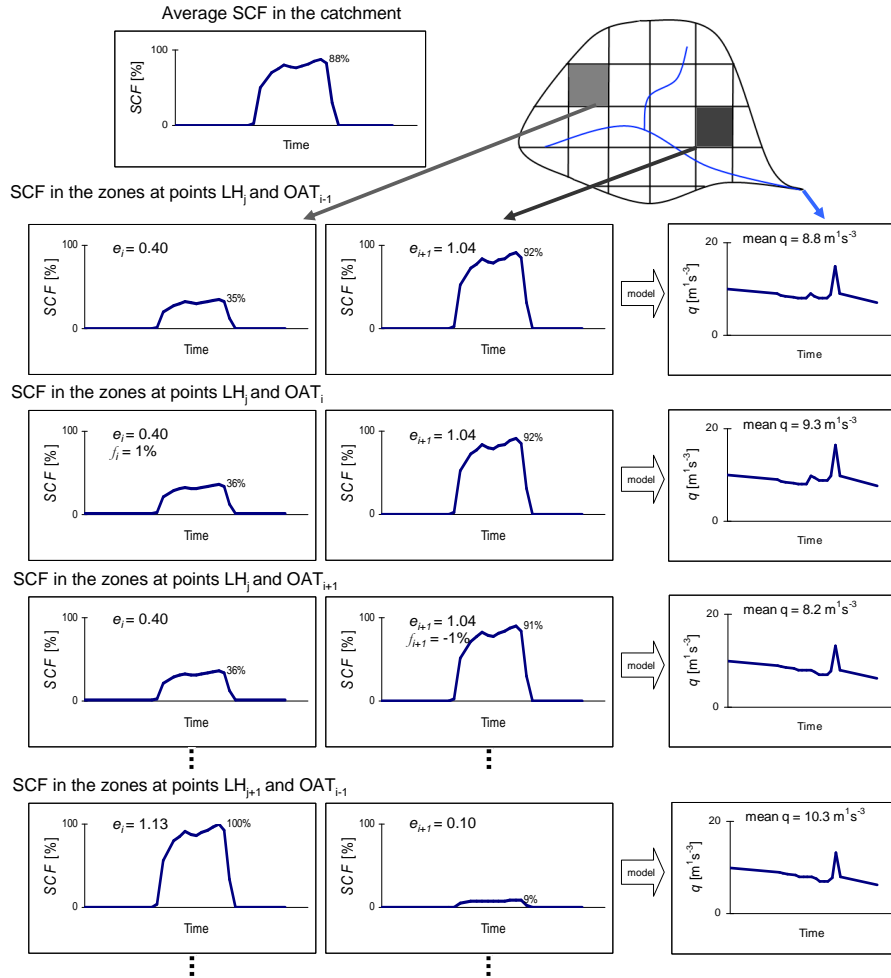 Average SCF in the catchment
SCF [%]
100
0
88%
Time
SCF in the zones at points LHj and OATi-1
SCF [%]
100
0
ei = 0.40
35%
Time
SCF [%]
100
0
ei+1 = 1.04
92%
Time
model
mean q = 8.8 m1s-3
q [m1s-3]
20
0
Time
SCF in the zones at points LHj and OATi
SCF [%]
100
0
ei = 0.40
fi = 1%
36%
Time
SCF [%]
100
0
ei+1 = 1.04
92%
Time
model
mean q = 9.3 m1s-3
q [m1s-3]
20
0
Time
SCF in the zones at points LHj and OATi+1
SCF [%]
100
0
ei = 0.40
36%
Time
SCF [%]
100
0
ei+1 = 1.04
fi+1 = -1%
91%
Time
model
mean q = 8.2 m1s-3
q [m1s-3]
20
0
Time
SCF in the zones at points LHj+1 and OATi-1
SCF [%]
100
0
ei = 1.13
100%
Time
SCF [%]
100
0
ei+1 = 0.10
9%
Time
model
mean q = 10.3 m1s-3
q [m1s-3]
20
0
Time